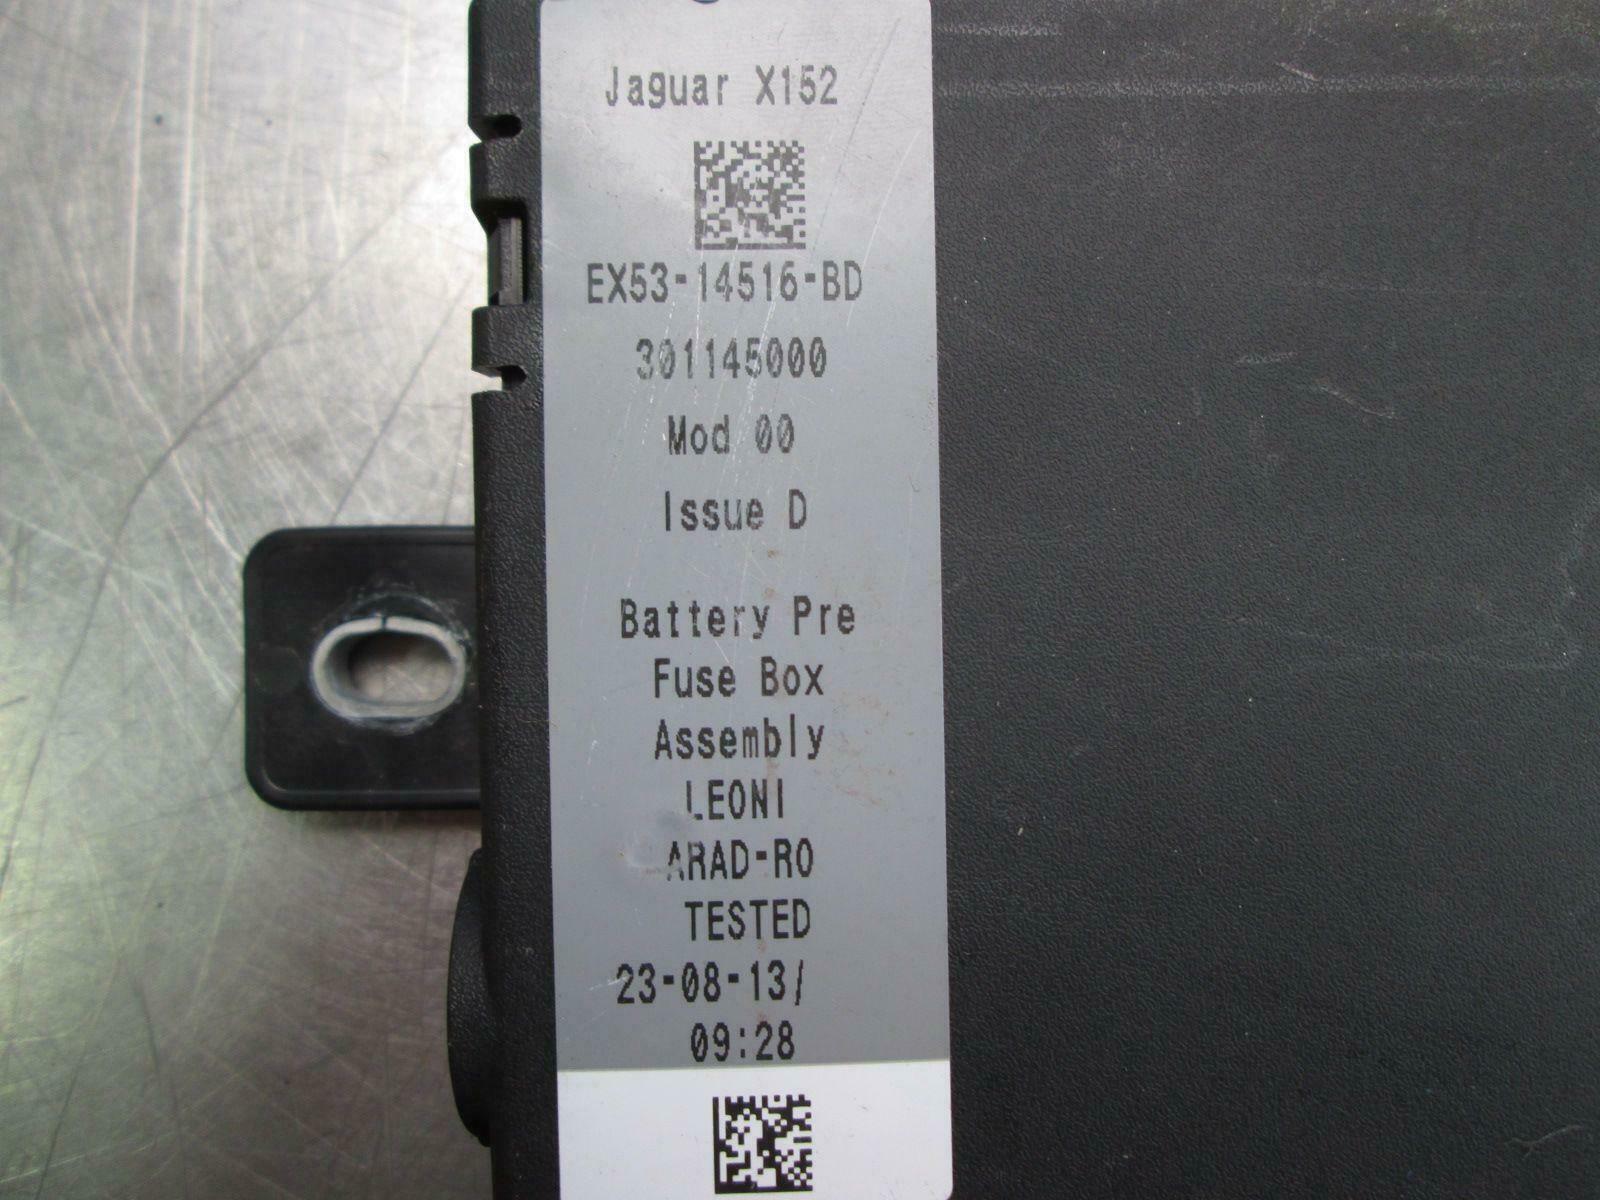 Jaguar X152
EX53-14516-BD
301145000
Mod 00
Issue D
Battery Pre
Fuse Box
Assembly
LEONI
ARAD-RO
TESTED
23-08-13/
09:28